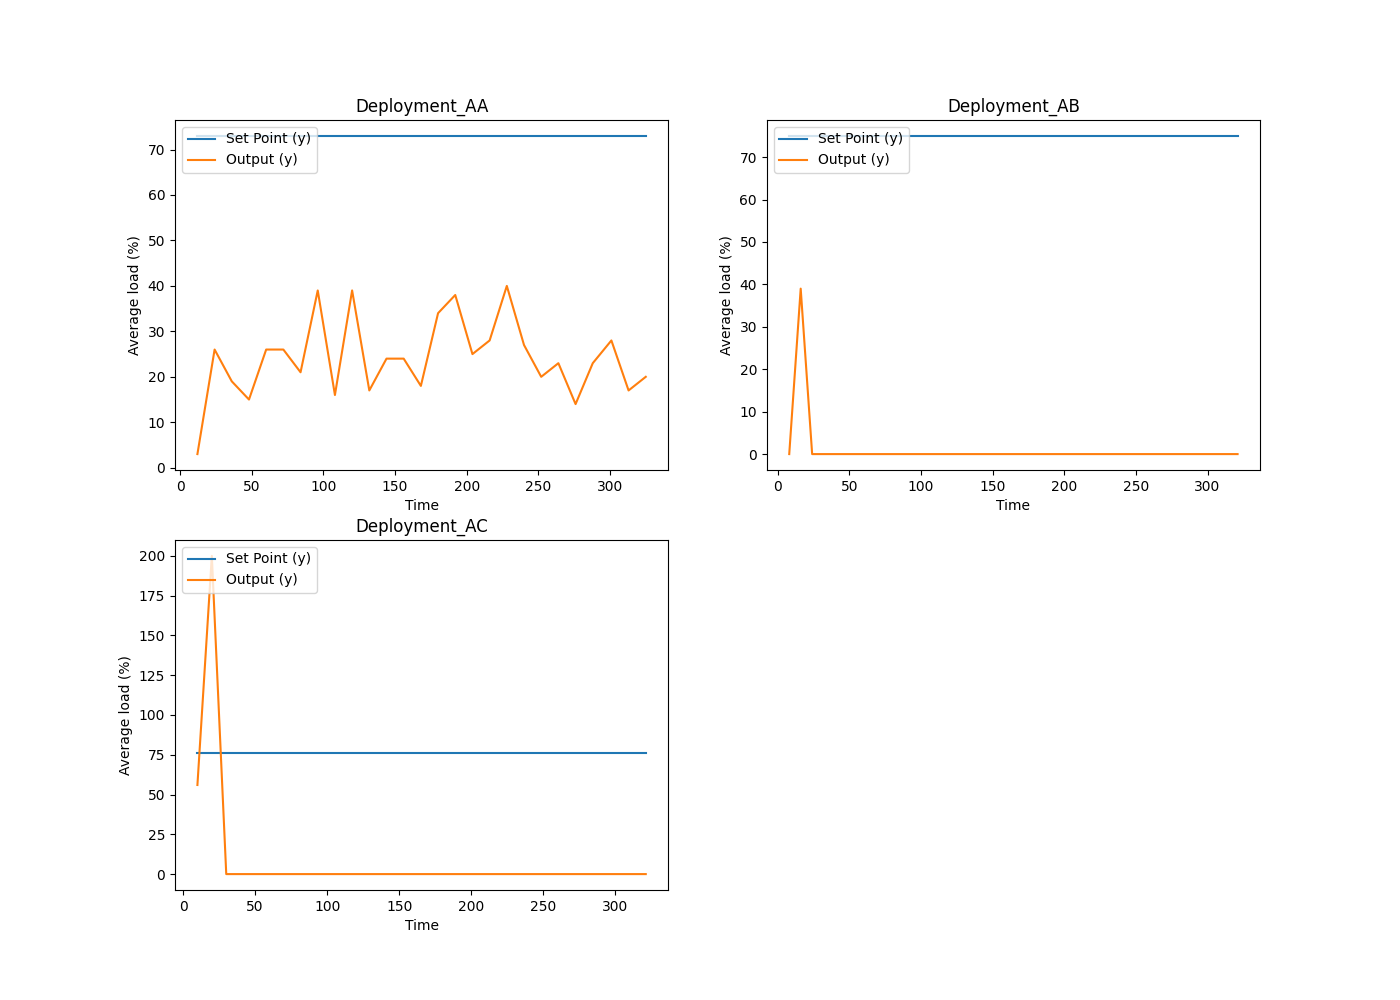 Deployment_AA
Set Point (y)
Output (y)
Average load (%)
70
60
50
40
30
20
10
0
0 50 100 150 200 250 300
Time
Deployment_AB
Set Point (y)
Output (y)
Average load (%)
70
60
50
40
30
20
10
0
0 50 100 150 200 250 300
Time
Deployment_AC
Set Point (y)
Output (y)
Average load (%)
200
175
150
125
100
75
50
25
0
0 50 100 150 200 250 300
Time